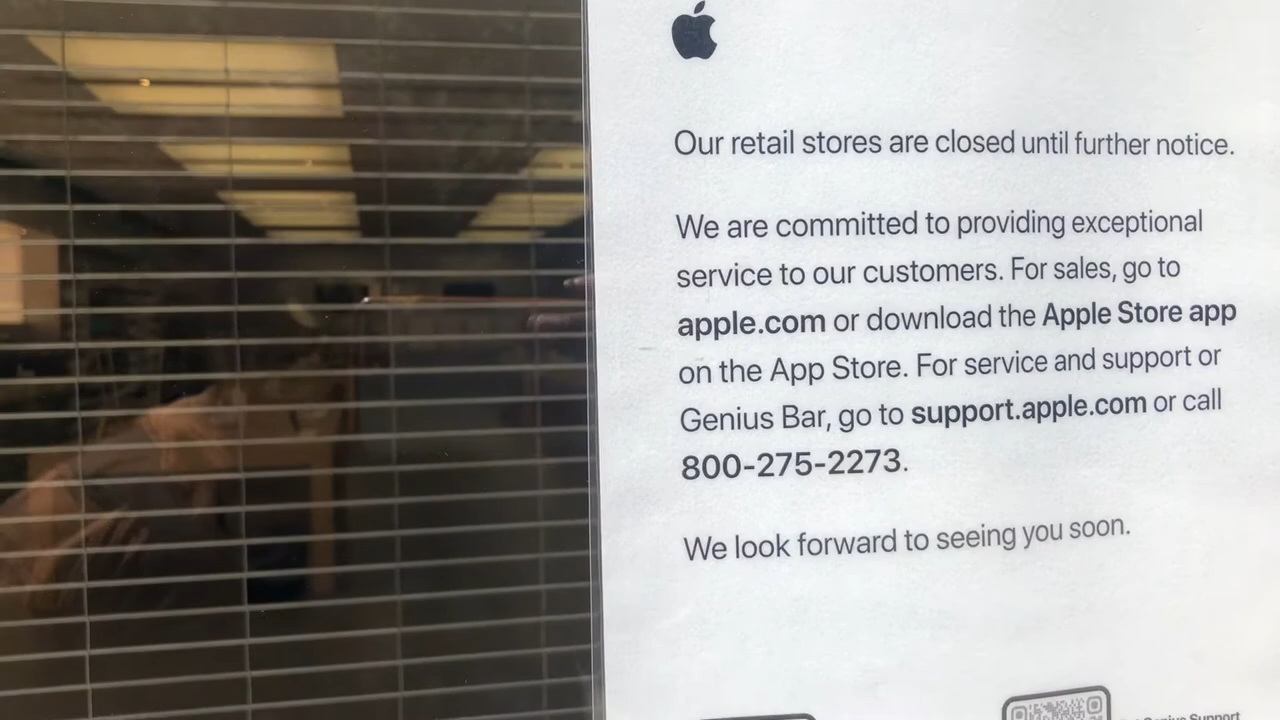 Our retail stores are closed until further notice.
We are committed to providing exceptional
service to our customers. For sales, go to
apple.com or download the Apple Store app
on the App Store. For service and support or
Genius Bar, go to support.apple.com or call
800-275-2273.
We look forward to seeing you soon.
Genius Support